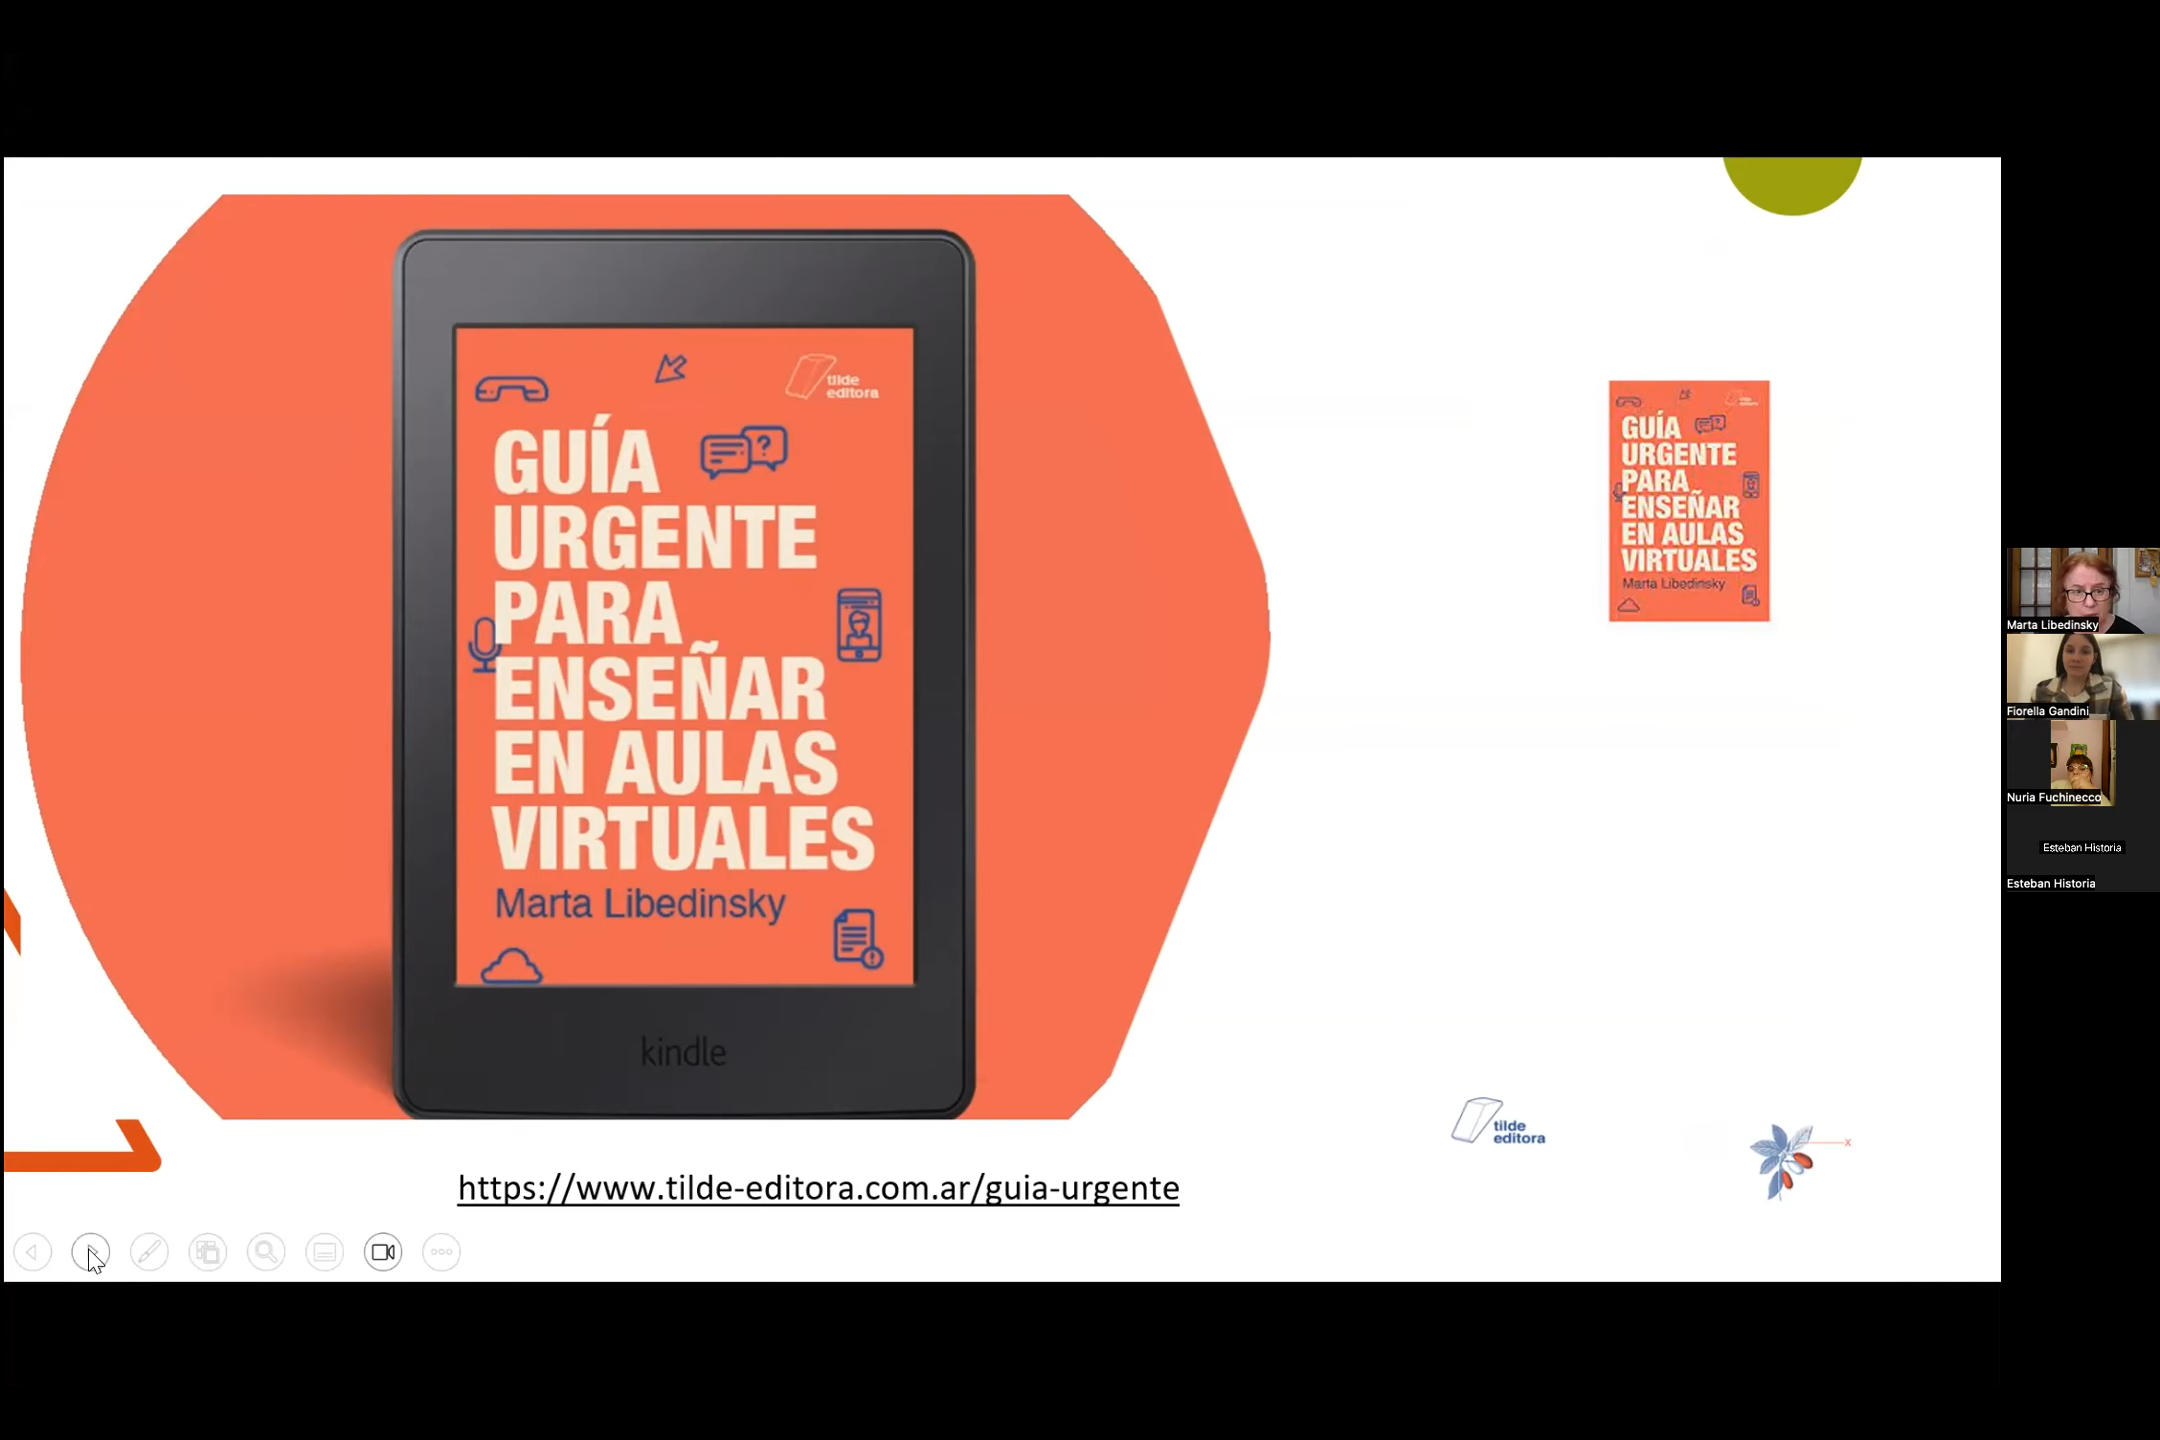 tilde
editora
GUÍA
URGENTE
PARA
ENSEÑAR
EN AULAS
VIRTUALES
Marta Libedinsky
kindle
https://www.tilde-editora.com.ar/guia-urgente
GUÍA
URGENTE
PARA
ENSEÑAR
EN AULAS
VIRTUALES
Marta Libedinsky
tilde
editora
x
Marta Libedinsky
Fiorella Gandini
Nuria Fuchinecco
Esteban Historia
Esteban Historia